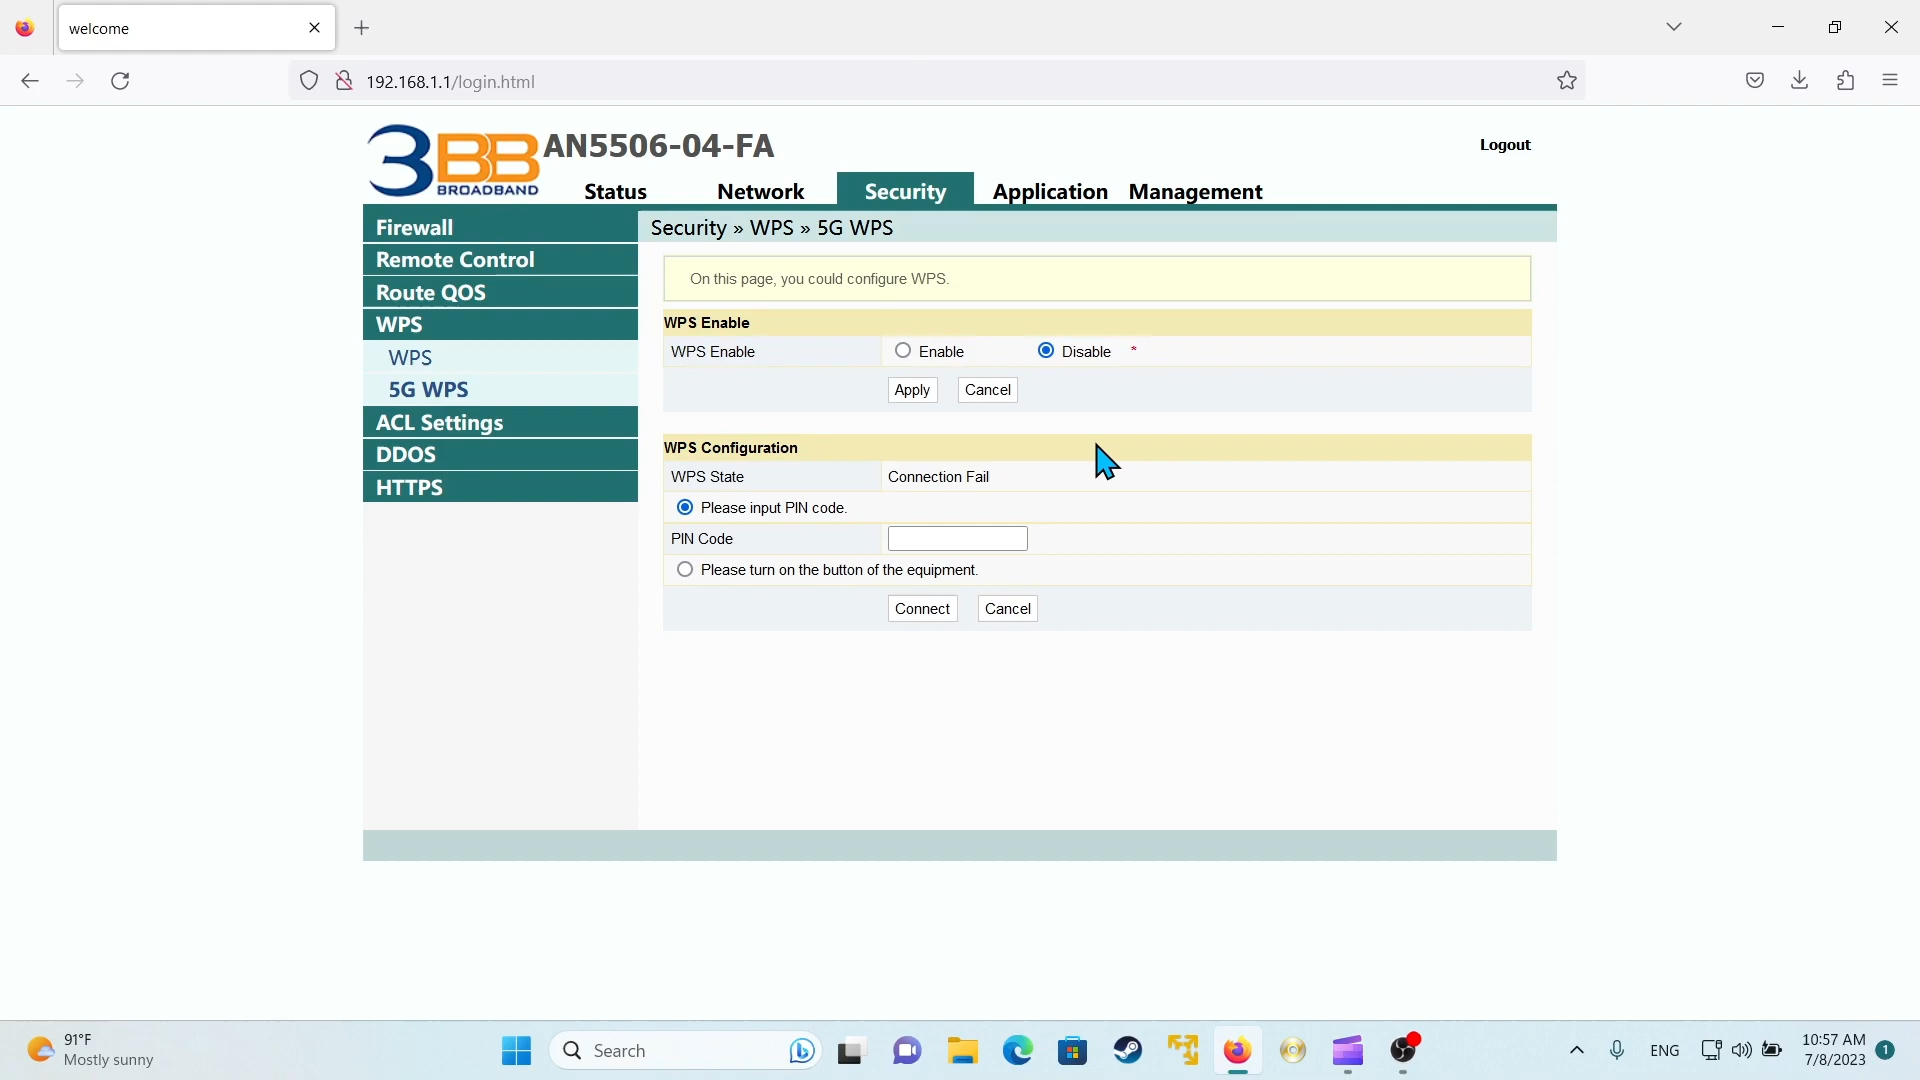 welcome
192.168.1.1/login.html
3BB BROADBAND
AN5506-04-FA
Logout
Status Network Security Application Management
Firewall
Remote Control
Route QOS
WPS
WPS
5G WPS
ACL Settings
DDOS
HTTPS
Security » WPS » 5G WPS
On this page, you could configure WPS.
WPS Enable
WPS Enable Enable Disable *
Apply Cancel
WPS Configuration
WPS State Connection Fail
Please input PIN code.
PIN Code
Please turn on the button of the equipment.
Connect Cancel
91°F
Mostly sunny
Search
ENG
10:57 AM
7/8/2023
1